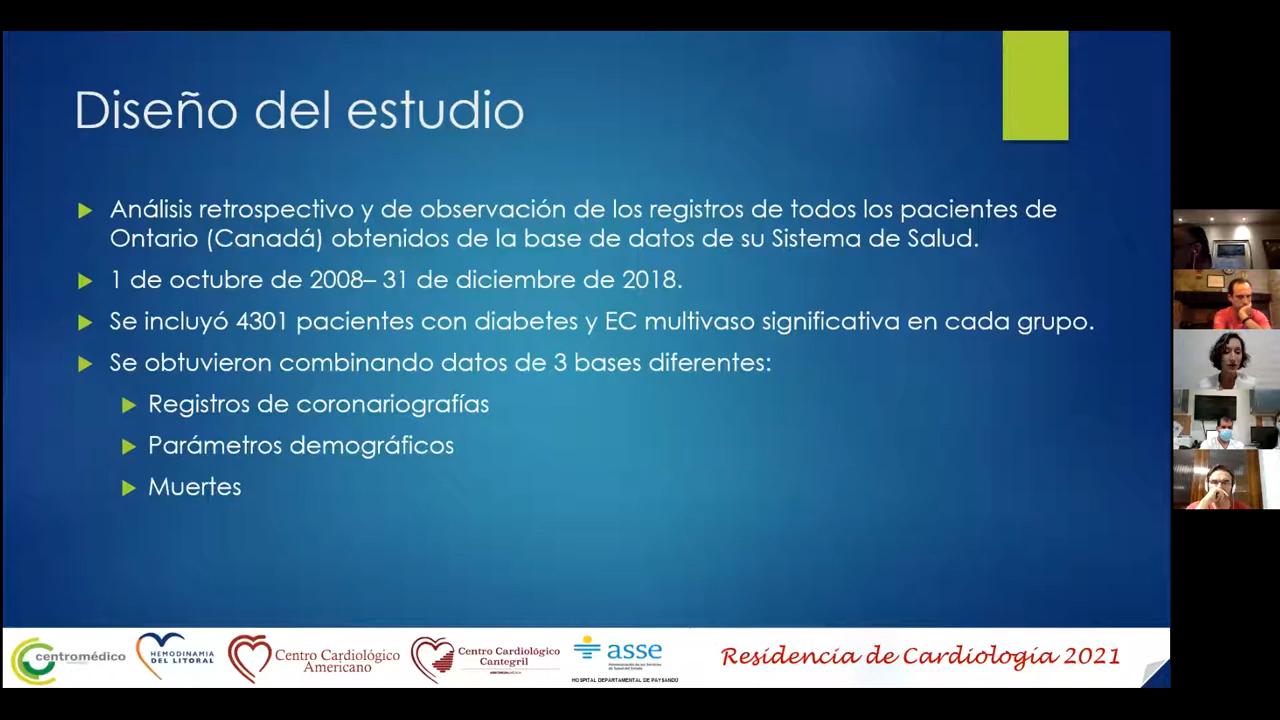 Diseño del estudio
Análisis retrospectivo y de observación de los registros de todos los pacientes de
Ontario (Canadá) obtenidos de la base de datos de su Sistema de Salud.
1 de octubre de 2008– 31 de diciembre de 2018.
Se incluyó 4301 pacientes con diabetes y EC multivaso significativa en cada grupo.
Se obtuvieron combinando datos de 3 bases diferentes:
Registros de coronariografías
Parámetros demográficos
Muertes
centromédico
HEMODINAMIA
DEL LITORAL
Centro Cardiológico
Americano
Centro Cardiológico
Cantegril
asse
HOSPITAL DEPARTAMENTAL DE PAYSANDÚ
Residencia de Cardiología 2021